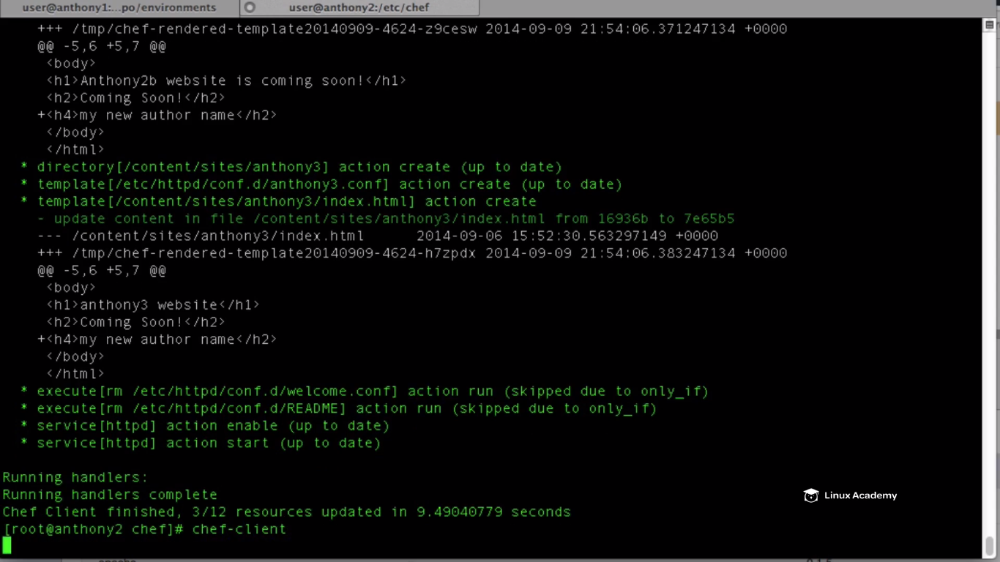 user@anthony1:...po/environments
user@anthony2:/etc/chef
+++ /tmp/chef-rendered-template20140909-4624-z9cesw 2014-09-09 21:54:06.371247134 +0000
@@ -5,6 +5,7 @@
<body>
<h1>Anthony2b website is coming soon!</h1>
<h2>Coming Soon!</h2>
+<h4>my new author name</h2>
</body>
</html>
* directory[/content/sites/anthony3] action create (up to date)
* template[/etc/httpd/conf.d/anthony3.conf] action create (up to date)
* template[/content/sites/anthony3/index.html] action create
- update content in file /content/sites/anthony3/index.html from 16936b to 7e65b5
--- /content/sites/anthony3/index.html 2014-09-06 15:52:30.563297149 +0000
+++ /tmp/chef-rendered-template20140909-4624-h7zpdx 2014-09-09 21:54:06.383247134 +0000
@@ -5,6 +5,7 @@
<body>
<h1>anthony3 website</h1>
<h2>Coming Soon!</h2>
+<h4>my new author name</h2>
</body>
</html>
* execute[rm /etc/httpd/conf.d/welcome.conf] action run (skipped due to only_if)
* execute[rm /etc/httpd/conf.d/README] action run (skipped due to only_if)
* service[httpd] action enable (up to date)
* service[httpd] action start (up to date)
Running handlers:
Running handlers complete
Linux Academy
Chef Client finished, 3/12 resources updated in 9.49040779 seconds
[root@anthony2 chef]# chef-client